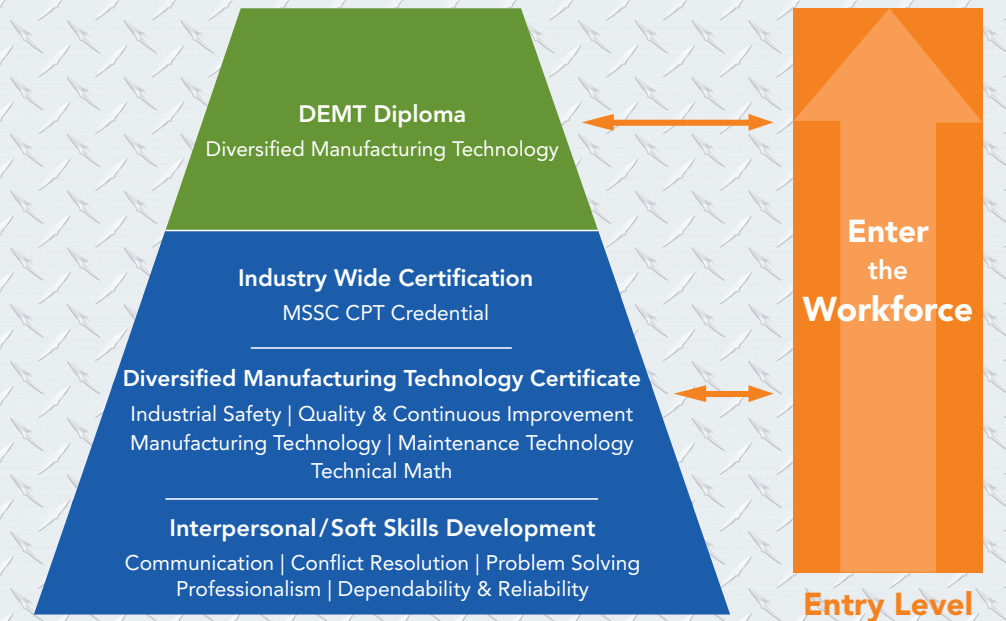 DEMT Diploma
Diversified Manufacturing Technology
Industry Wide Certification
MSSC CPT Credential
Diversified Manufacturing Technology Certificate
Industrial Safety | Quality & Continuous Improvement
Manufacturing Technology | Maintenance Technology
Technical Math
Interpersonal/Soft Skills Development
Communication | Conflict Resolution | Problem Solving
Professionalism | Dependability & Reliability
Enter
the
Workforce
Entry Level